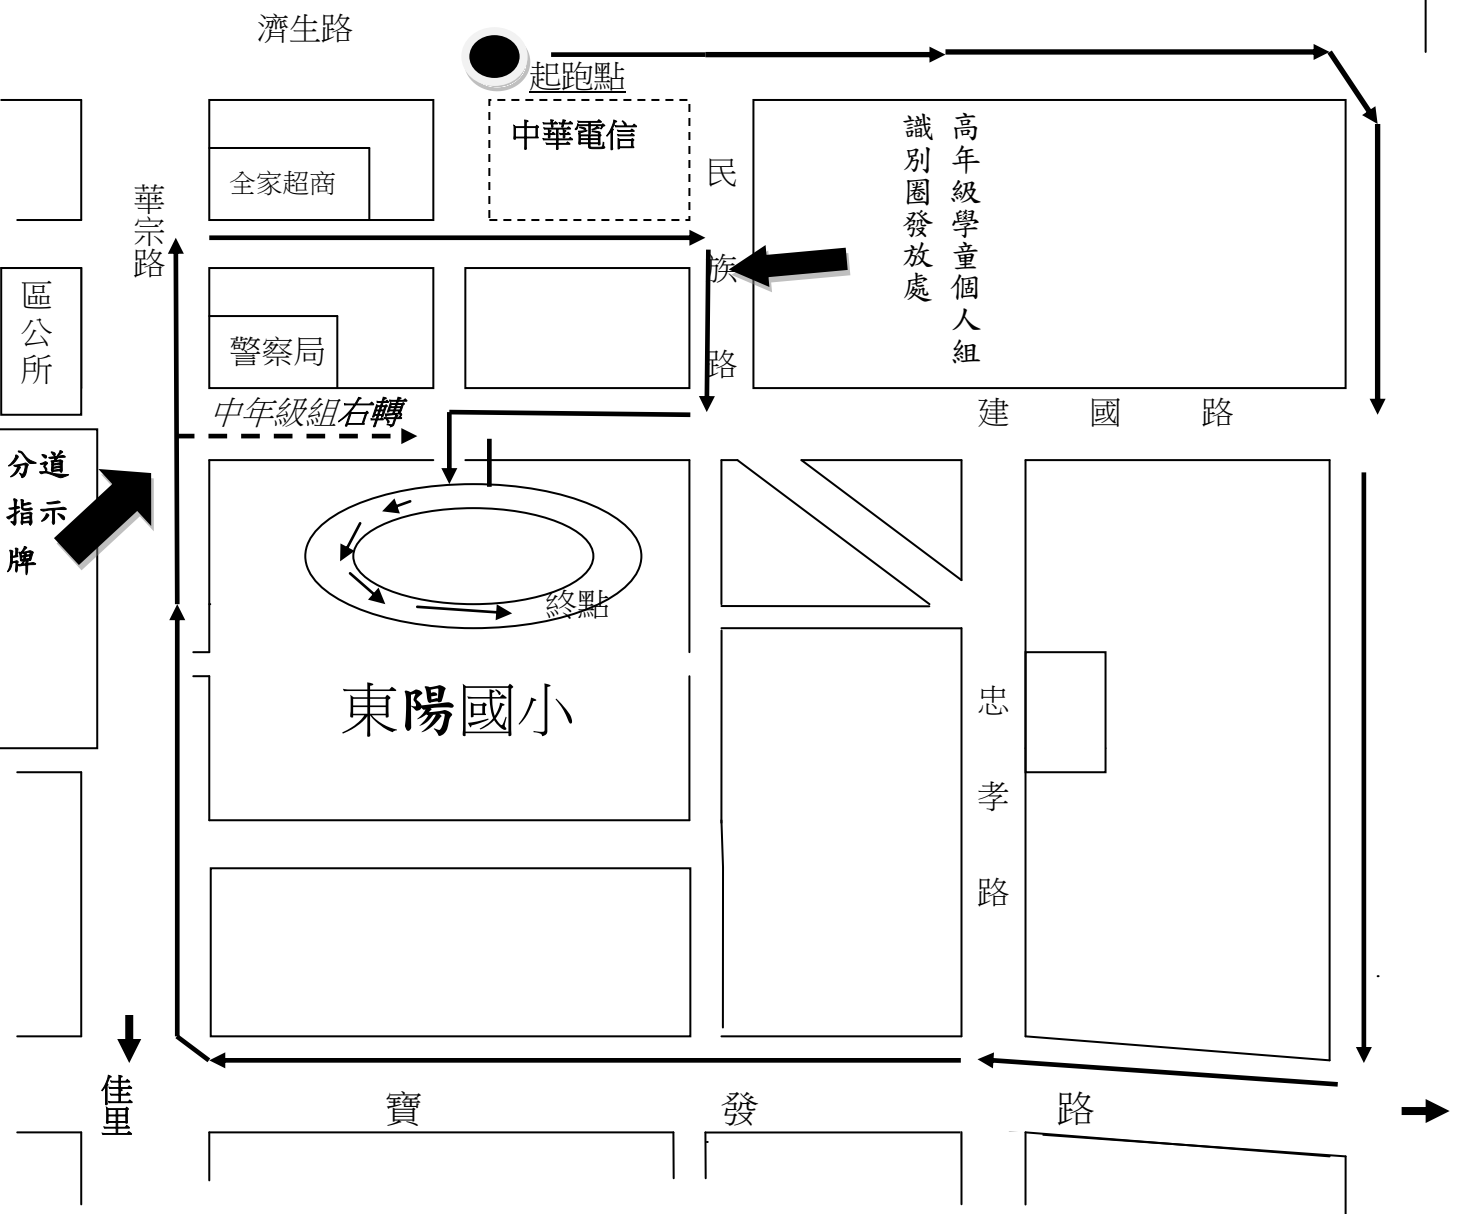 濟生路
起跑點
中華電信
全家超商
華宗路
民族路
高年級學童個人組
識別圈發放處
區公所
警察局
中年級組右轉
建國路
分道
指示
牌
終點
東陽國小
忠孝路
佳里
寶發路